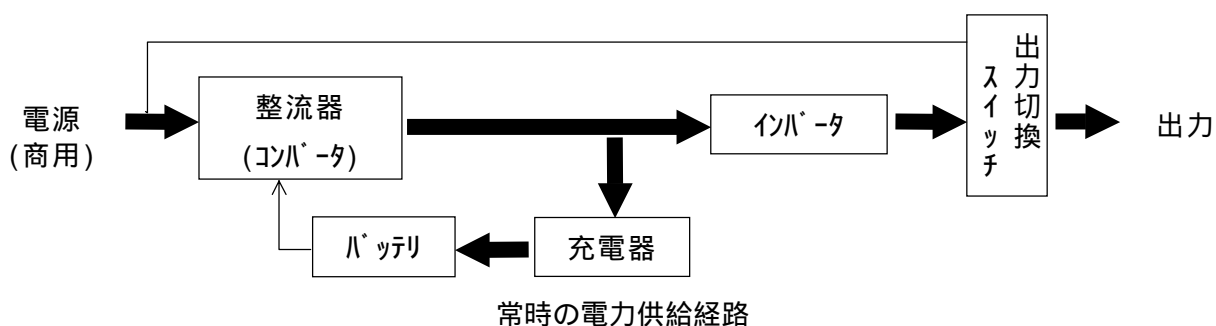 電源
(商用)
整流器
(ｺﾝﾊﾞｰﾀ)
ｲﾝﾊﾞｰﾀ
出力切換
ｽｲｯﾁ
出力
ﾊﾞｯﾃﾘ
充電器
常時の電力供給経路